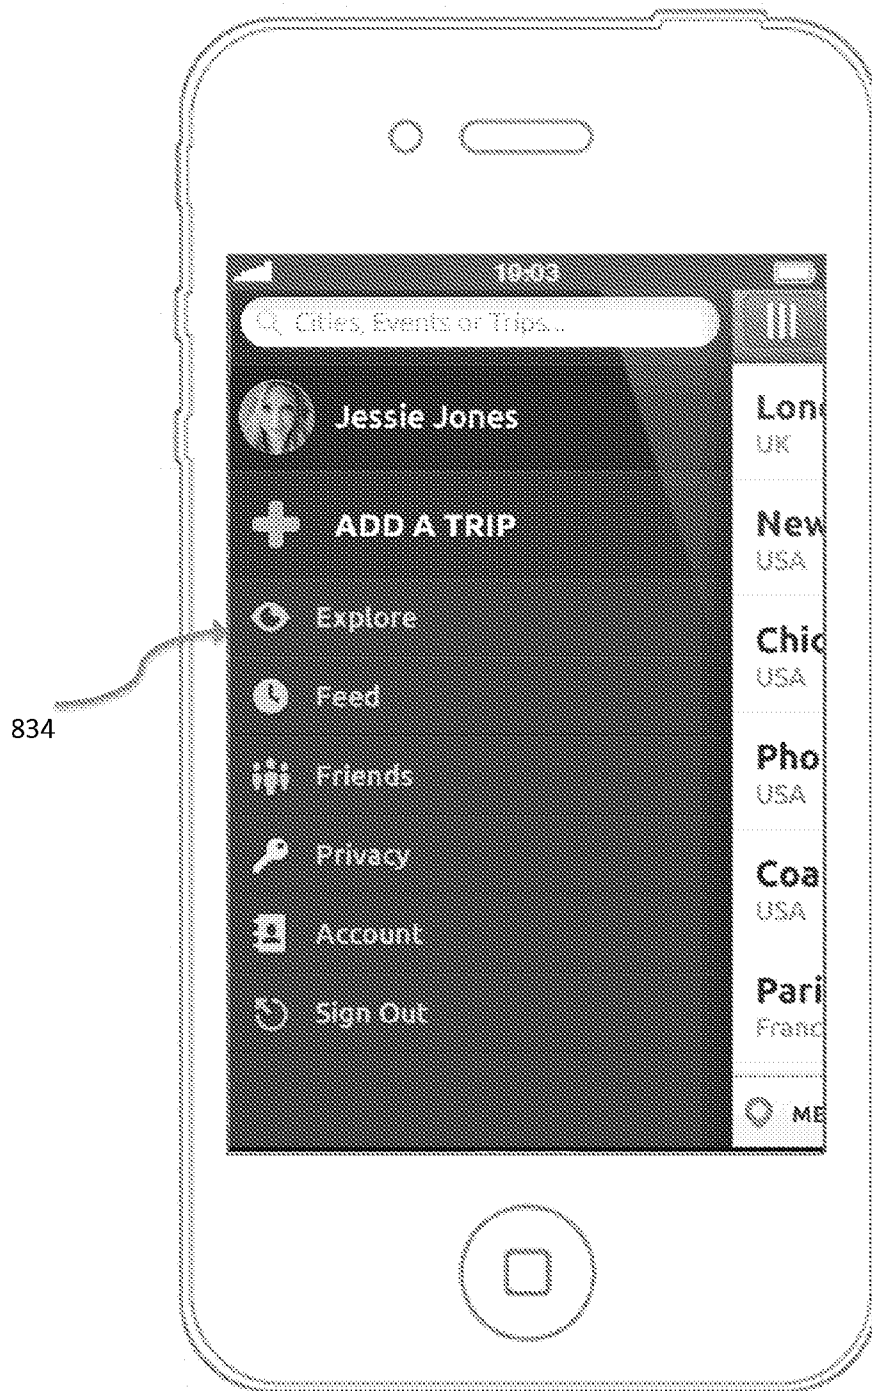 10:03
Cities, Events or Trips...
Jessie Jones
ADD A TRIP
Explore
Feed
Friends
Privacy
Account
Sign Out
834
Lon
UK
New
USA
Chic
USA
Pho
USA
Coa
USA
Pari
Franc
ME